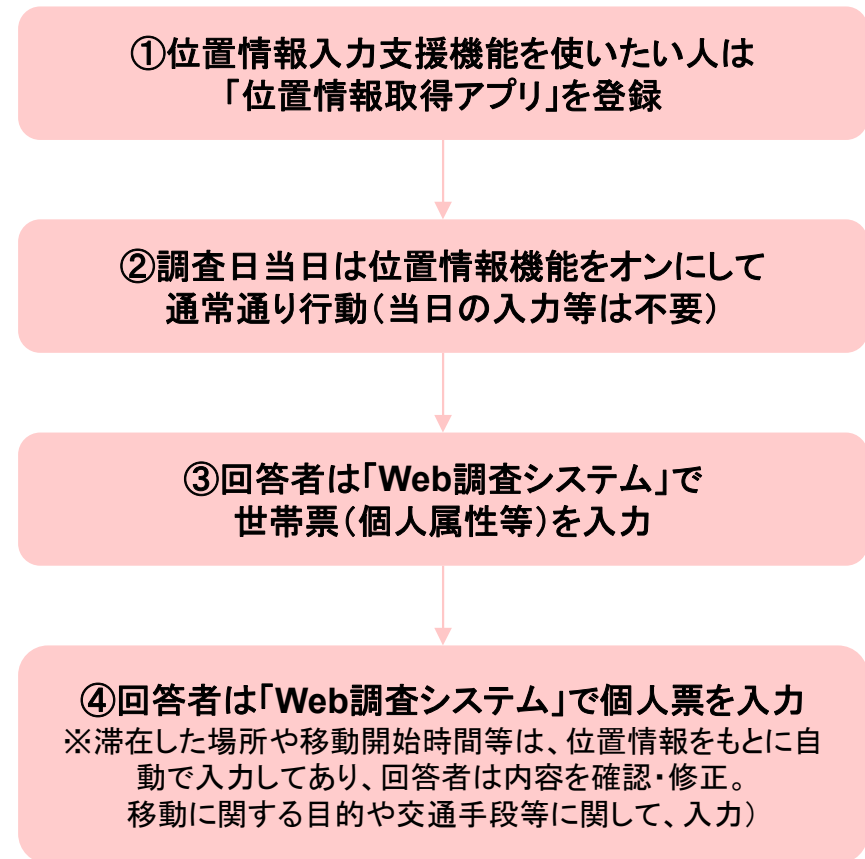 ①位置情報入力支援機能を使いたい人は
「位置情報取得アプリ」を登録
②調査日当日は位置情報機能をオンにして
通常通り行動（当日の入力等は不要）
③回答者は「Web調査システム」で
世帯票（個人属性等）を入力
④回答者は「Web調査システム」で個人票を入力
※滞在した場所や移動開始時間等は、位置情報をもとに自
動で入力してあり、回答者は内容を確認・修正。
移動に関する目的や交通手段等に関して、入力）